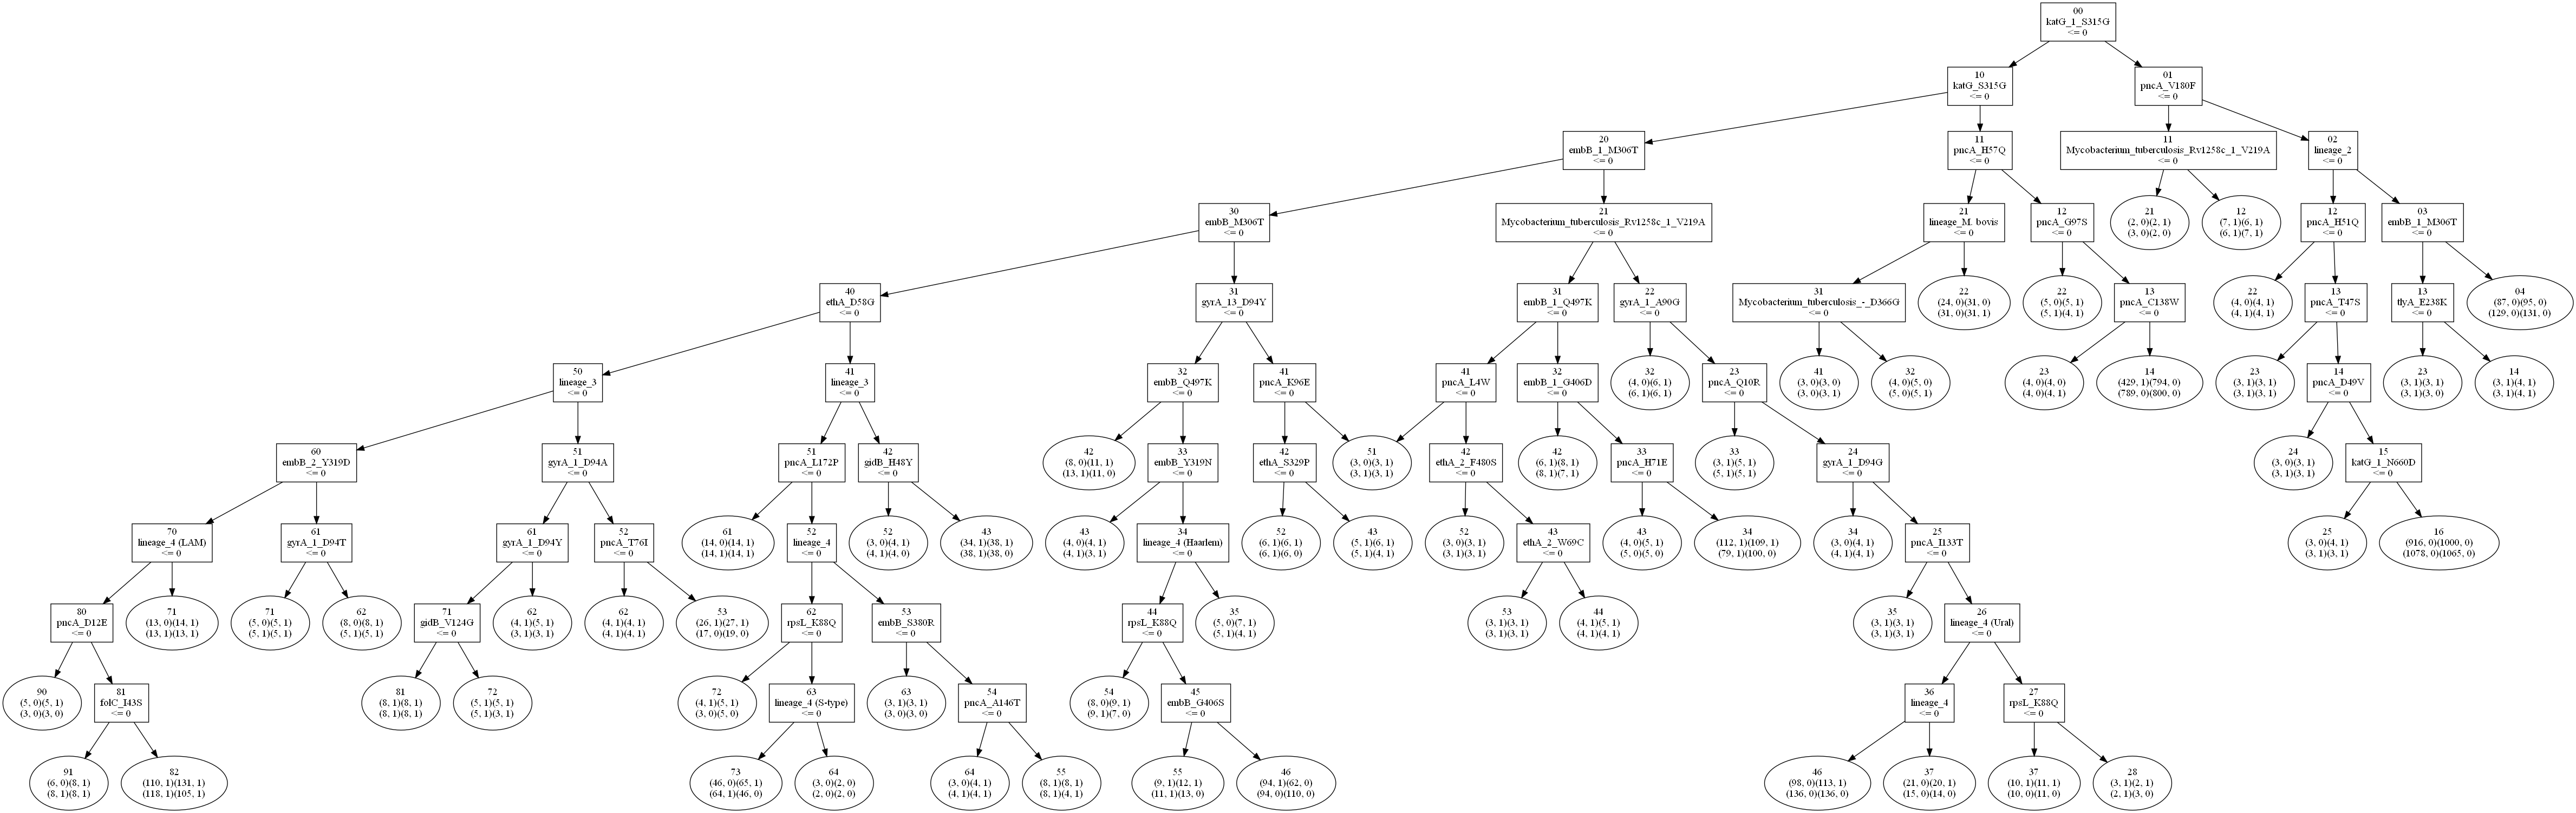 00
katG_1_S315G
<= 0
10
katG_S315G
<= 0
01
pncA_V180F
<= 0
20
embB_1_M306T
<= 0
11
pncA_H57Q
<= 0
11
Mycobacterium_tuberculosis_Rv1258c_1_V219A
<= 0
02
lineage_2
<= 0
30
embB_M306T
<= 0
21
Mycobacterium_tuberculosis_Rv1258c_1_V219A
<= 0
21
lineage_M. bovis
<= 0
12
pncA_G97S
<= 0
21
(2, 0)(2, 1)
(3, 0)(2, 0)
12
(7, 1)(6, 1)
(6, 1)(7, 1)
12
pncA_H51Q
<= 0
03
embB_1_M306T
<= 0
40
ethA_D58G
<= 0
31
gyrA_13_D94Y
<= 0
31
embB_1_Q497K
<= 0
22
gyrA_1_A90G
<= 0
31
Mycobacterium_tuberculosis_-_D366G
<= 0
22
(24, 0)(31, 0)
(31, 0)(31, 1)
22
(5, 0)(5, 1)
(5, 1)(4, 1)
13
pncA_C138W
<= 0
22
(4, 0)(4, 1)
(4, 1)(4, 1)
13
pncA_T47S
<= 0
13
tlyA_E238K
<= 0
04
(87, 0)(95, 0)
(129, 0)(131, 0)
50
lineage_3
<= 0
41
lineage_3
<= 0
32
embB_Q497K
<= 0
41
pncA_K96E
<= 0
41
pncA_L4W
<= 0
32
embB_1_G406D
<= 0
32
(4, 0)(6, 1)
(6, 1)(6, 1)
23
pncA_Q10R
<= 0
41
(3, 0)(3, 0)
(3, 0)(3, 1)
32
(4, 0)(5, 0)
(5, 0)(5, 1)
23
(4, 0)(4, 0)
(4, 0)(4, 1)
14
(429, 1)(794, 0)
(789, 0)(800, 0)
23
(3, 1)(3, 1)
(3, 1)(3, 1)
14
pncA_D49V
<= 0
23
(3, 1)(3, 1)
(3, 1)(3, 0)
14
(3, 1)(4, 1)
(3, 1)(4, 1)
60
embB_2_Y319D
<= 0
51
gyrA_1_D94A
<= 0
51
pncA_L172P
<= 0
42
gidB_H48Y
<= 0
42
(8, 0)(11, 1)
(13, 1)(11, 0)
33
embB_Y319N
<= 0
42
ethA_S329P
<= 0
51
(3, 0)(3, 1)
(3, 1)(3, 1)
42
ethA_2_F480S
<= 0
42
(6, 1)(8, 1)
(8, 1)(7, 1)
33
pncA_H71E
<= 0
33
(3, 1)(5, 1)
(5, 1)(5, 1)
24
gyrA_1_D94G
<= 0
24
(3, 0)(3, 1)
(3, 1)(3, 1)
15
katG_1_N660D
<= 0
70
lineage_4 (LAM)
<= 0
61
gyrA_1_D94T
<= 0
61
gyrA_1_D94Y
<= 0
52
pncA_T76I
<= 0
61
(14, 0)(14, 1)
(14, 1)(14, 1)
52
lineage_4
<= 0
52
(3, 0)(4, 1)
(4, 1)(4, 0)
43
(34, 1)(38, 1)
(38, 1)(38, 0)
43
(4, 0)(4, 1)
(4, 1)(3, 1)
34
lineage_4 (Haarlem)
<= 0
52
(6, 1)(6, 1)
(6, 1)(6, 0)
43
(5, 1)(6, 1)
(5, 1)(4, 1)
52
(3, 0)(3, 1)
(3, 1)(3, 1)
43
ethA_2_W69C
<= 0
43
(4, 0)(5, 1)
(5, 0)(5, 0)
34
(112, 1)(109, 1)
(79, 1)(100, 0)
34
(3, 0)(4, 1)
(4, 1)(4, 1)
25
pncA_I133T
<= 0
25
(3, 0)(4, 1)
(3, 1)(3, 1)
16
(916, 0)(1000, 0)
(1078, 0)(1065, 0)
80
pncA_D12E
<= 0
71
(13, 0)(14, 1)
(13, 1)(13, 1)
71
(5, 0)(5, 1)
(5, 1)(5, 1)
62
(8, 0)(8, 1)
(5, 1)(5, 1)
71
gidB_V124G
<= 0
62
(4, 1)(5, 1)
(3, 1)(3, 1)
62
(4, 1)(4, 1)
(4, 1)(4, 1)
53
(26, 1)(27, 1)
(17, 0)(19, 0)
62
rpsL_K88Q
<= 0
53
embB_S380R
<= 0
44
rpsL_K88Q
<= 0
35
(5, 0)(7, 1)
(5, 1)(4, 1)
53
(3, 1)(3, 1)
(3, 1)(3, 1)
44
(4, 1)(5, 1)
(4, 1)(4, 1)
35
(3, 1)(3, 1)
(3, 1)(3, 1)
26
lineage_4 (Ural)
<= 0
90
(5, 0)(5, 1)
(3, 0)(3, 0)
81
folC_I43S
<= 0
81
(8, 1)(8, 1)
(8, 1)(8, 1)
72
(5, 1)(5, 1)
(5, 1)(3, 1)
72
(4, 1)(5, 1)
(3, 0)(5, 0)
63
lineage_4 (S-type)
<= 0
63
(3, 1)(3, 1)
(3, 0)(3, 0)
54
pncA_A146T
<= 0
54
(8, 0)(9, 1)
(9, 1)(7, 0)
45
embB_G406S
<= 0
36
lineage_4
<= 0
27
rpsL_K88Q
<= 0
91
(6, 0)(8, 1)
(8, 1)(8, 1)
82
(110, 1)(131, 1)
(118, 1)(105, 1)
73
(46, 0)(65, 1)
(64, 1)(46, 0)
64
(3, 0)(2, 0)
(2, 0)(2, 0)
64
(3, 0)(4, 1)
(4, 1)(4, 1)
55
(8, 1)(8, 1)
(8, 1)(4, 1)
55
(9, 1)(12, 1)
(11, 1)(13, 0)
46
(94, 1)(62, 0)
(94, 0)(110, 0)
46
(98, 0)(113, 1)
(136, 0)(136, 0)
37
(21, 0)(20, 1)
(15, 0)(14, 0)
37
(10, 1)(11, 1)
(10, 0)(11, 0)
28
(3, 1)(2, 1)
(2, 1)(3, 0)